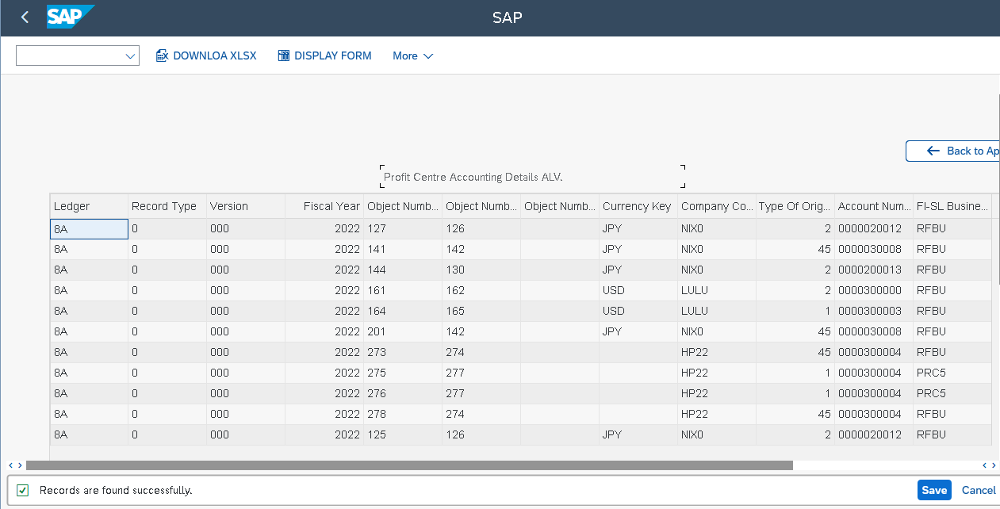 SAP SAP
DOWNLOA XLSX DISPLAY FORM More
Back to Ap
Profit Centre Accounting Details ALV.
Ledger Record Type Version Fiscal Year Object Numb... Object Numb... Object Numb... Currency Key Company Co... Type Of Orig... Account Num... FI-SL Busine...
8A 0 000 2022 127 126 JPY NIX0 2 0000020012 RFBU
8A 0 000 2022 141 142 JPY NIX0 45 0000030008 RFBU
8A 0 000 2022 144 130 JPY NIX0 2 0000200013 RFBU
8A 0 000 2022 161 162 USD LULU 2 0000300000 RFBU
8A 0 000 2022 164 165 USD LULU 1 0000300003 RFBU
8A 0 000 2022 201 142 JPY NIX0 45 0000030008 RFBU
8A 0 000 2022 273 274 HP22 45 0000300004 RFBU
8A 0 000 2022 275 277 HP22 1 0000300004 PRC5
8A 0 000 2022 276 277 HP22 1 0000300004 PRC5
8A 0 000 2022 278 274 HP22 45 0000300004 RFBU
8A 0 000 2022 125 126 JPY NIX0 2 0000020012 RFBU
Records are found successfully. Save Cancel